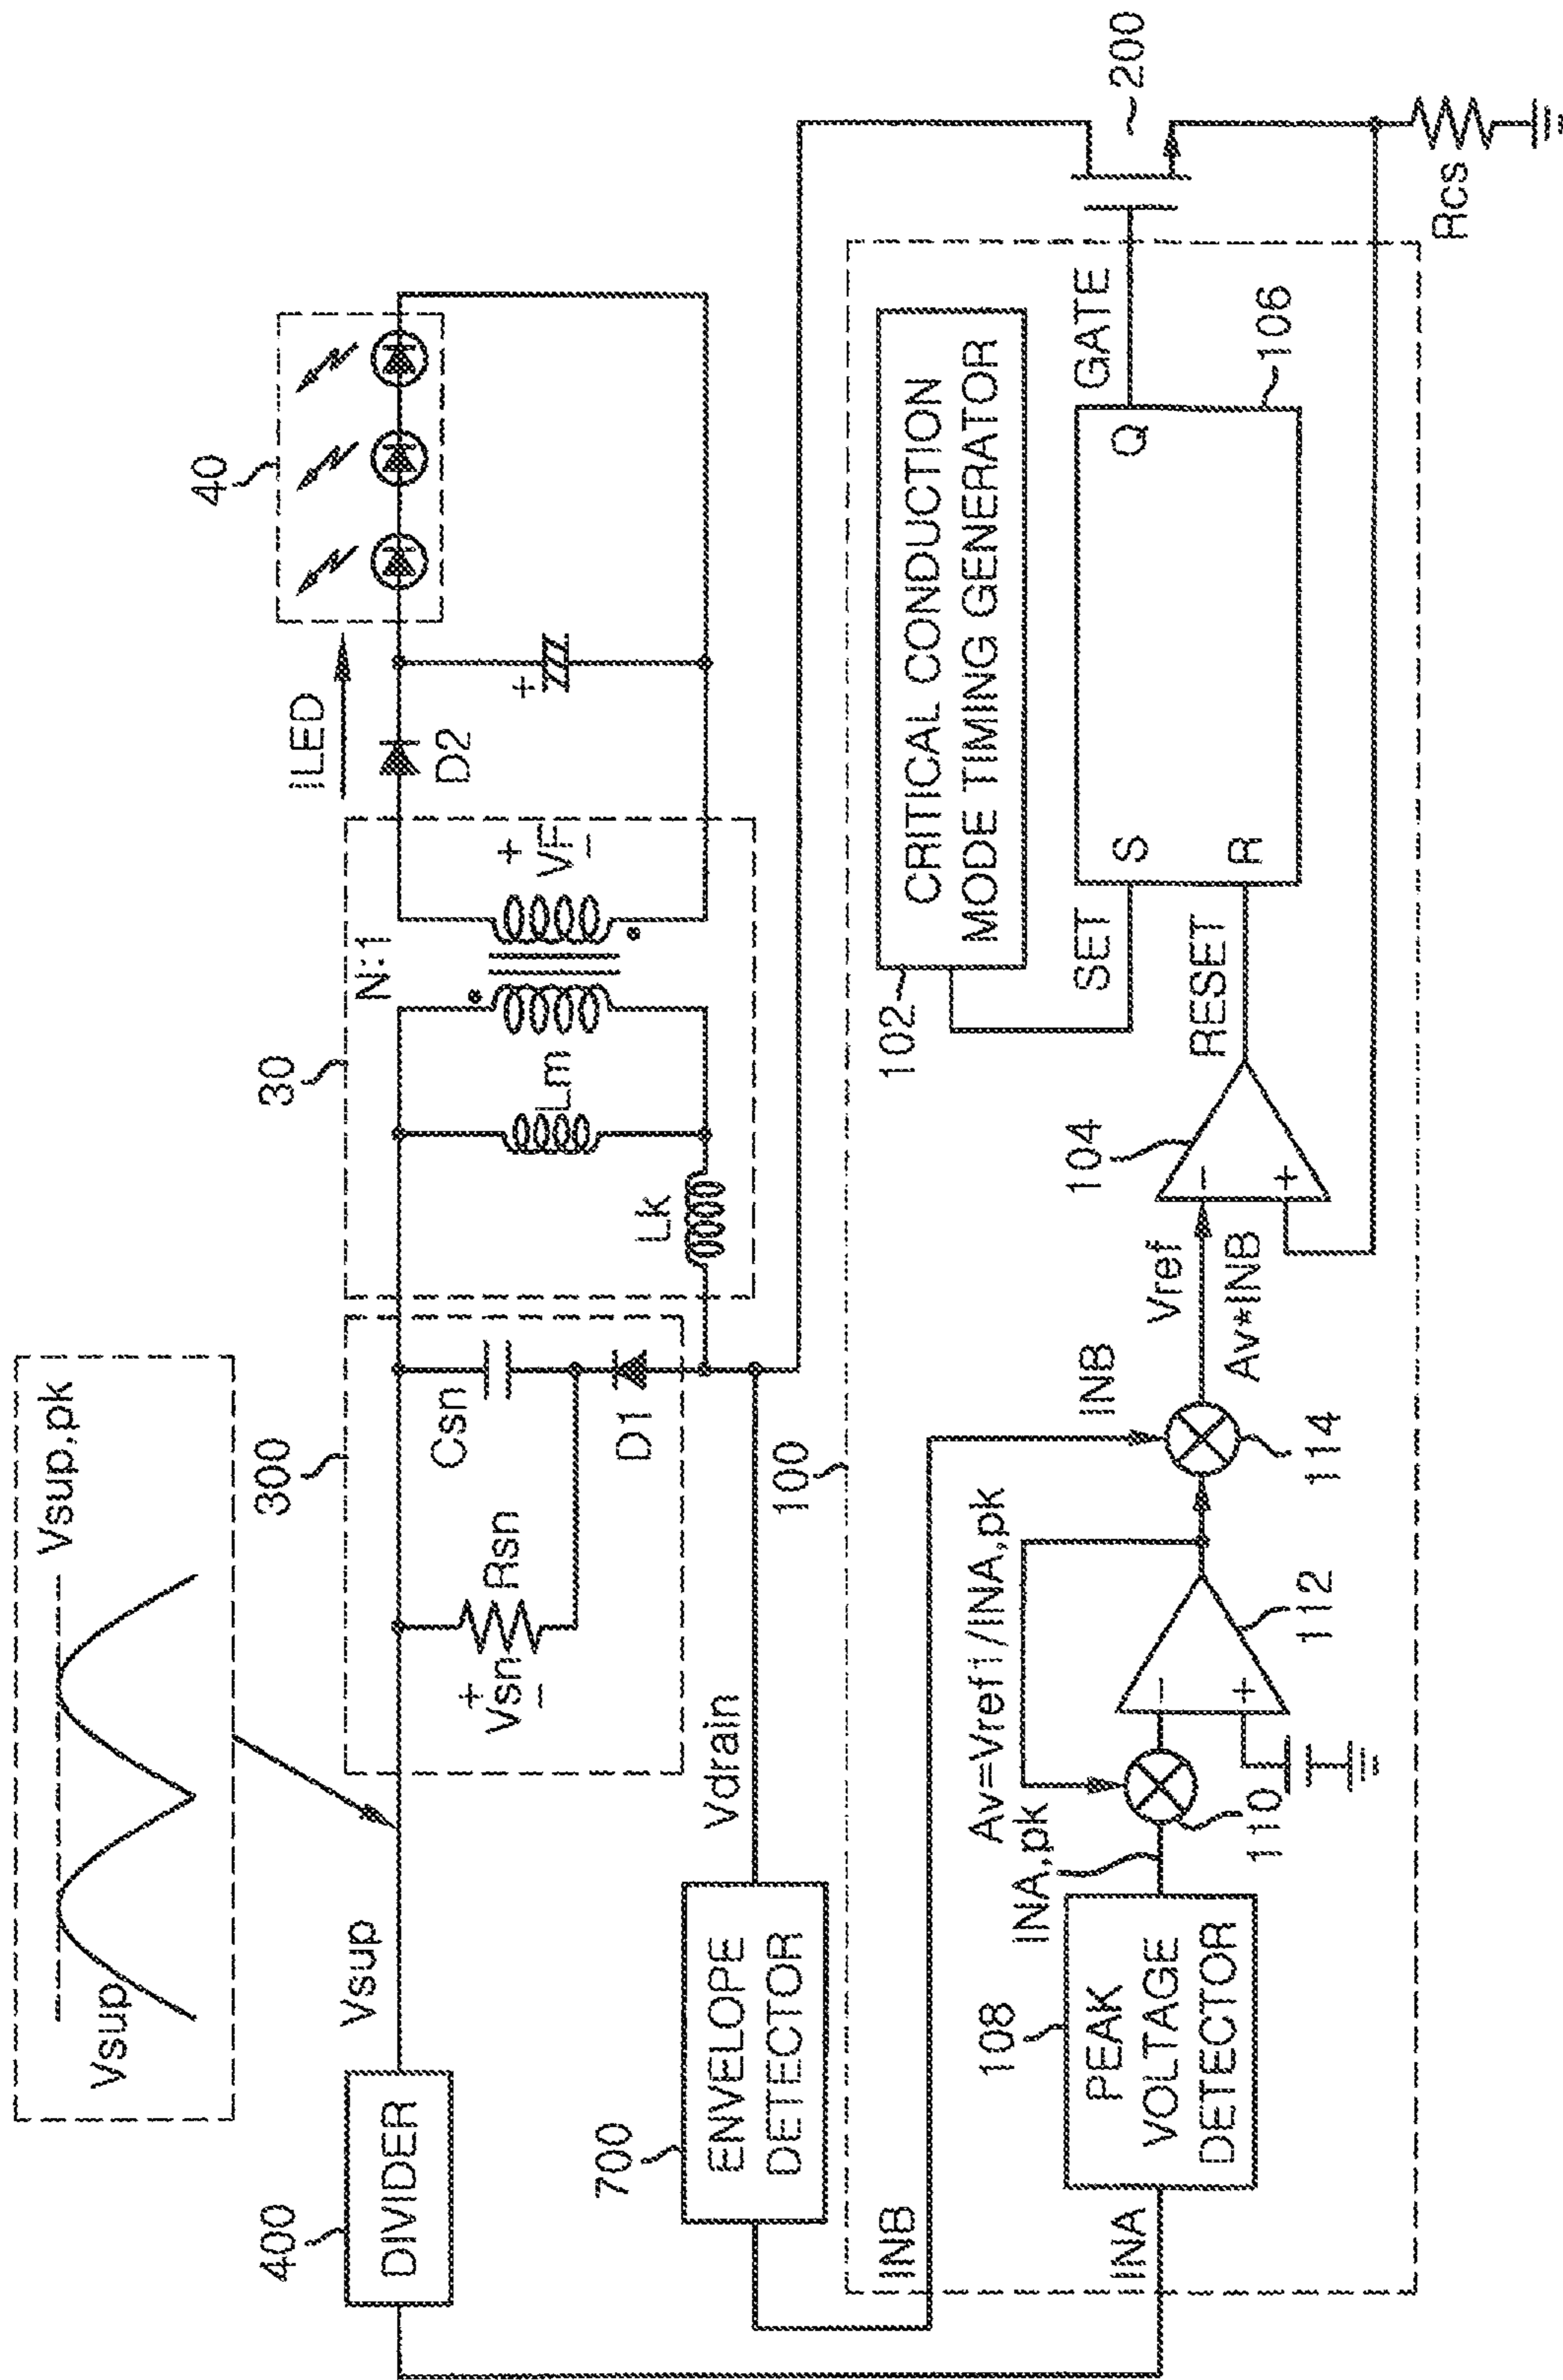 Vsup
Vsup,pk
400
DIVIDER
Vsup
300
+
Vsn
−
Rsn
Csn
D1
30
Lk
Lm
N:1
+
VF
−
ILED
D2
+
40
700
ENVELOPE
DETECTOR
Vdrain
100
INB
INA
108
PEAK
VOLTAGE
DETECTOR
INA,pk
Av=Vref1/INA,pk
110
−
+
112
INB
114
Vref
Av*INB
104
−
+
102
CRITICAL CONDUCTION
MODE TIMING GENERATOR
SET
RESET
S
R
Q
106
GATE
200
Rcs